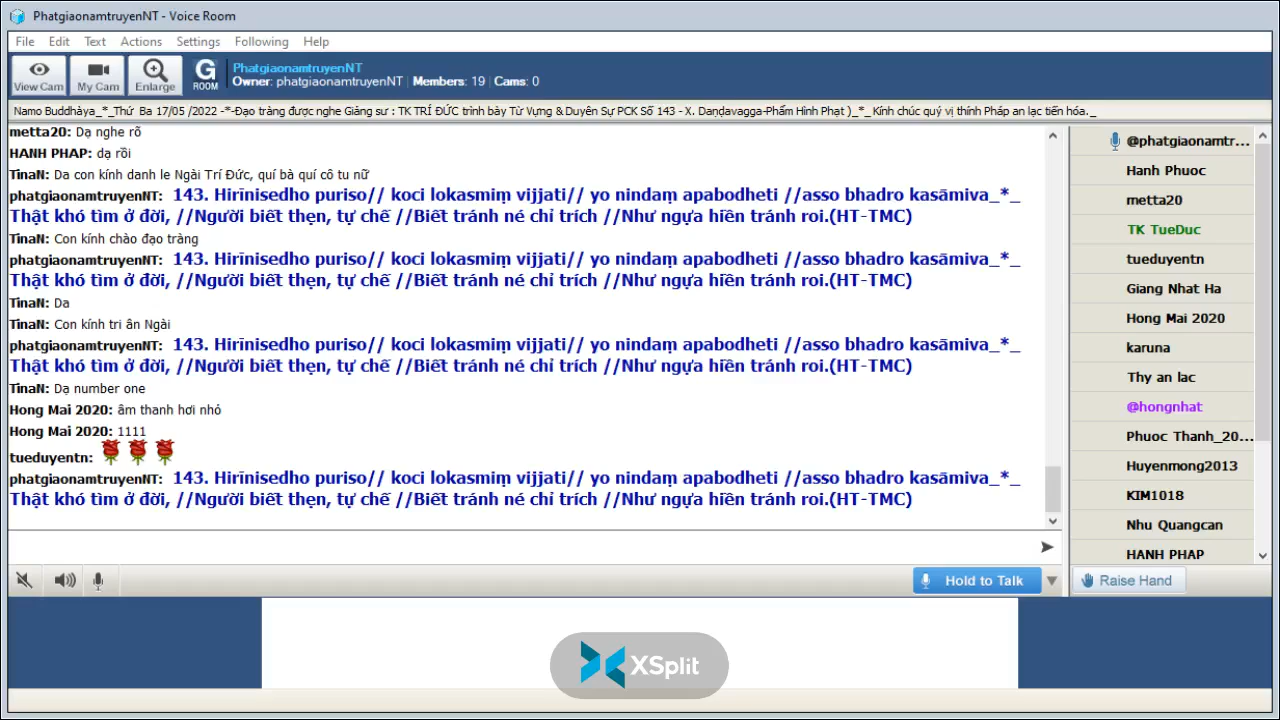 PhatgiaonamtruyenNT - Voice Room
File Edit Text Actions Settings Following Help
View Cam My Cam Enlarge G ROOM
PhatgiaonamtruyenNT
Owner: phatgiaonamtruyenNT Members: 19 Cams: 0
Namo Buddhàya_*_Thứ Ba 17/05 /2022 -*-Đạo tràng được nghe Giảng sư : TK TRÍ ĐỨC trình bày Từ Vựng & Duyên Sự PCK Số 143 - X. Daṇḍavagga-Phẩm Hình Phạt )_*_ Kính chúc quý vị thính Pháp an lạc tiến hóa._
metta20: Dạ nghe rõ
HANH PHAP: dạ rồi
TinaN: Da con kính danh le Ngài Trí Đức, quí bà quí cô tu nữ
phatgiaonamtruyenNT: 143. Hirīnisedho puriso// koci lokasmiṃ vijjati// yo nindaṃ apabodheti //asso bhadro kasāmiva_*_
Thật khó tìm ở đời, //Người biết thẹn, tự chế //Biết tránh né chỉ trích //Như ngựa hiền tránh roi.(HT-TMC)
TinaN: Con kính chào đạo tràng
phatgiaonamtruyenNT: 143. Hirīnisedho puriso// koci lokasmiṃ vijjati// yo nindaṃ apabodheti //asso bhadro kasāmiva_*_
Thật khó tìm ở đời, //Người biết thẹn, tự chế //Biết tránh né chỉ trích //Như ngựa hiền tránh roi.(HT-TMC)
TinaN: Da
TinaN: Con kính tri ân Ngài
phatgiaonamtruyenNT: 143. Hirīnisedho puriso// koci lokasmiṃ vijjati// yo nindaṃ apabodheti //asso bhadro kasāmiva_*_
Thật khó tìm ở đời, //Người biết thẹn, tự chế //Biết tránh né chỉ trích //Như ngựa hiền tránh roi.(HT-TMC)
TinaN: Dạ number one
Hong Mai 2020: âm thanh hơi nhỏ
Hong Mai 2020: 1111
tueduyentn:
phatgiaonamtruyenNT: 143. Hirīnisedho puriso// koci lokasmiṃ vijjati// yo nindaṃ apabodheti //asso bhadro kasāmiva_*_
Thật khó tìm ở đời, //Người biết thẹn, tự chế //Biết tránh né chỉ trích //Như ngựa hiền tránh roi.(HT-TMC)
Hold to Talk
@phatgiaonamtr...
Hanh Phuoc
metta20
TK TueDuc
tueduyentn
Giang Nhat Ha
Hong Mai 2020
karuna
Thy an lac
@hongnhat
Phuoc Thanh_20...
Huyenmong2013
KIM1018
Nhu Quangcan
HANH PHAP
Raise Hand
XSplit